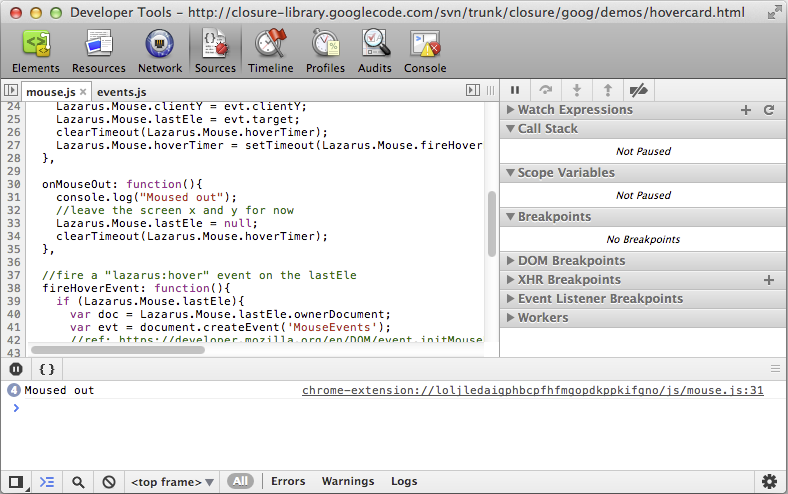 Developer Tools - http://closure-library.googlecode.com/svn/trunk/closure/goog/demos/hovercard.html
Elements Resources Network Sources Timeline Profiles Audits Console
mouse.js × events.js
24 Lazarus.Mouse.clientY = evt.clientY;
25 Lazarus.Mouse.lastEle = evt.target;
26 clearTimeout(Lazarus.Mouse.hoverTimer);
27 Lazarus.Mouse.hoverTimer = setTimeout(Lazarus.Mouse.fireHover
28 },
29
30 onMouseOut: function(){
31 console.log("Moused out");
32 //leave the screen x and y for now
33 Lazarus.Mouse.lastEle = null;
34 clearTimeout(Lazarus.Mouse.hoverTimer);
35 },
36
37 //fire a "lazarus:hover" event on the lastEle
38 fireHoverEvent: function(){
39 if (Lazarus.Mouse.lastEle){
40 var doc = Lazarus.Mouse.lastEle.ownerDocument;
41 var evt = document.createEvent('MouseEvents');
42 //ref: https://developer.mozilla.org/en/DOM/event.initMouse
43
Watch Expressions
Call Stack
Not Paused
Scope Variables
Not Paused
Breakpoints
No Breakpoints
DOM Breakpoints
XHR Breakpoints
Event Listener Breakpoints
Workers
4 Moused out chrome-extension://loljledaigphbcpfhfmgopdkppkifgno/js/mouse.js:31
<top frame> All Errors Warnings Logs